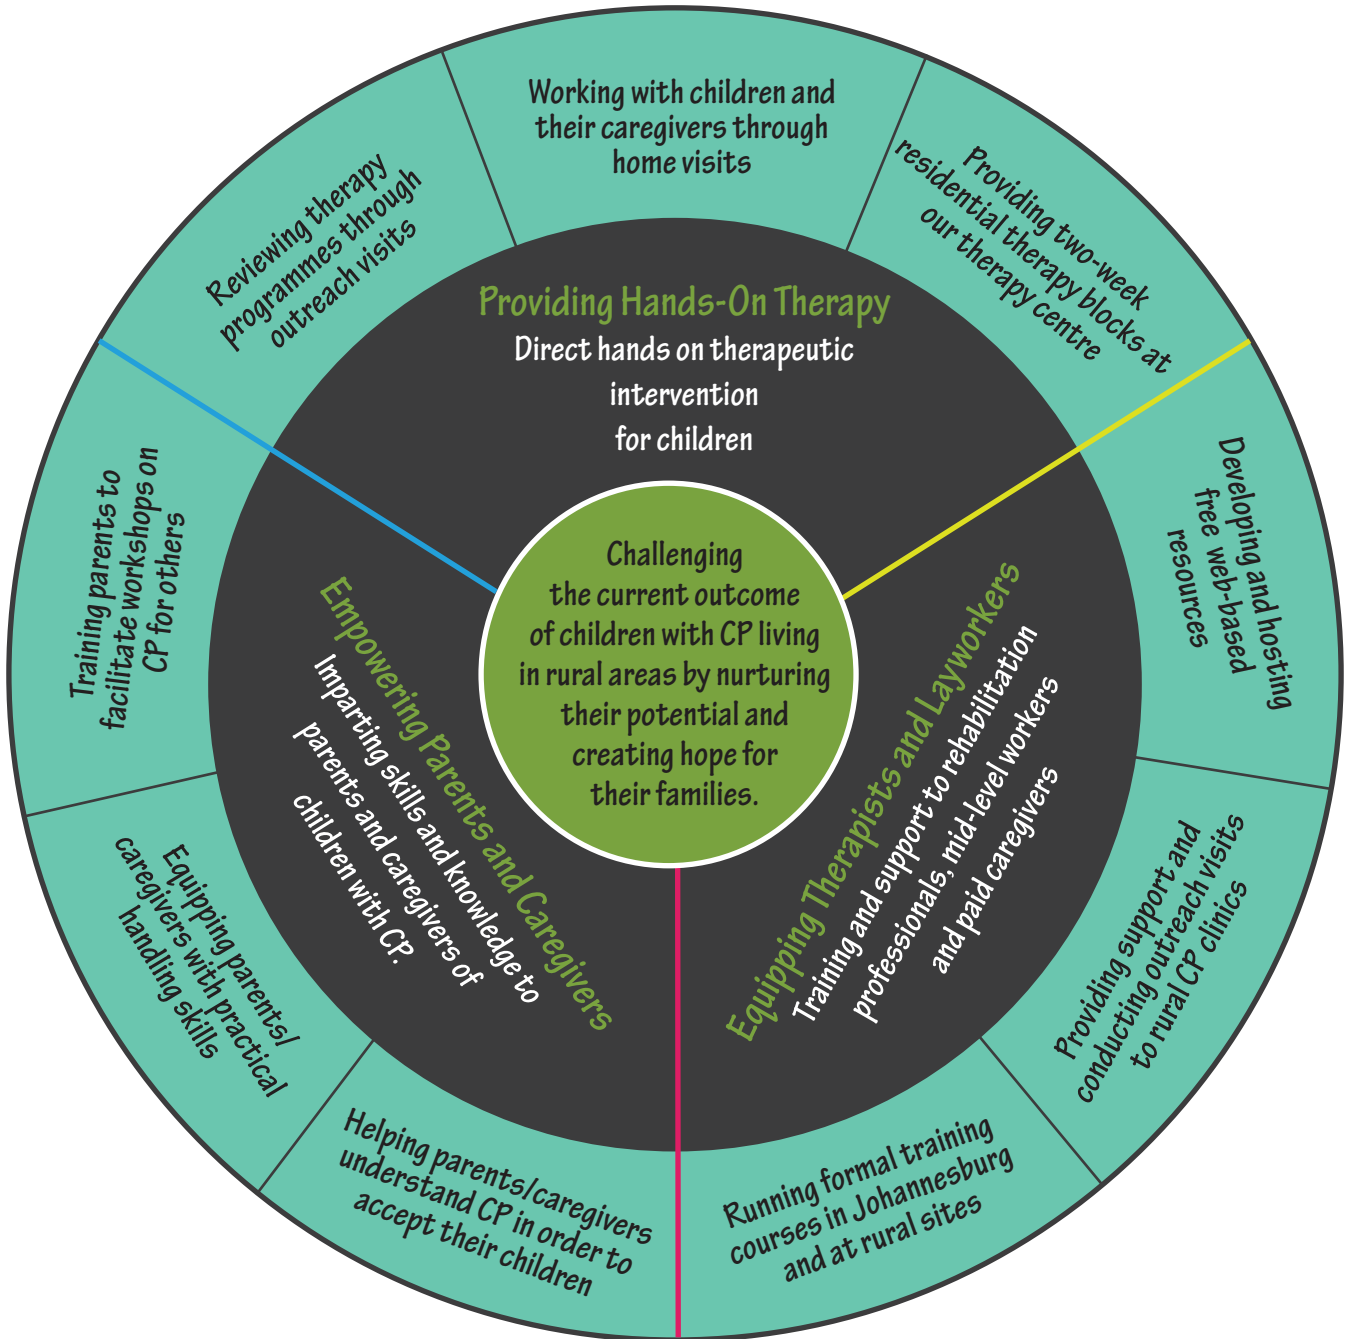 Working with children and
their caregivers through
home visits
Providing two-week
residential therapy blocks at
our therapy centre
Developing and hosting
free web-based
resources
Providing support and
conducting outreach visits
to rural CP clinics
Running formal training
courses in Johannesburg
and at rural sites
Helping parents/caregivers
understand CP in order to
accept their children
Equipping parents/
caregivers with practical
handling skills
Training parents to
facilitate workshops on
CP for others
Reviewing therapy
programmes through
outreach visits
Providing Hands-On Therapy
Direct hands on therapeutic
intervention
for children
Equipping Therapists and Layworkers
Training and support to rehabilitation
professionals, mid-level workers
and paid caregivers
Empowering Parents and Caregivers
Imparting skills and knowledge to
parents and caregivers of
children with CP.
Challenging
the current outcome
of children with CP living
in rural areas by nurturing
their potential and
creating hope for
their families.